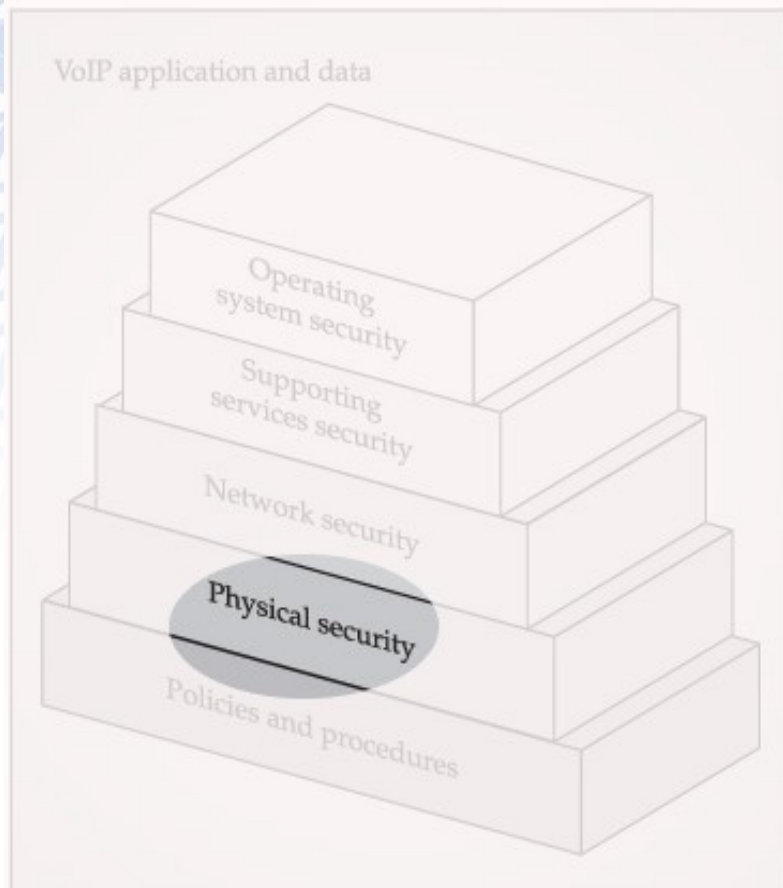 VoIP application and data
Operating
system security
Supporting
services security
Network security
Physical security
Policies and procedures